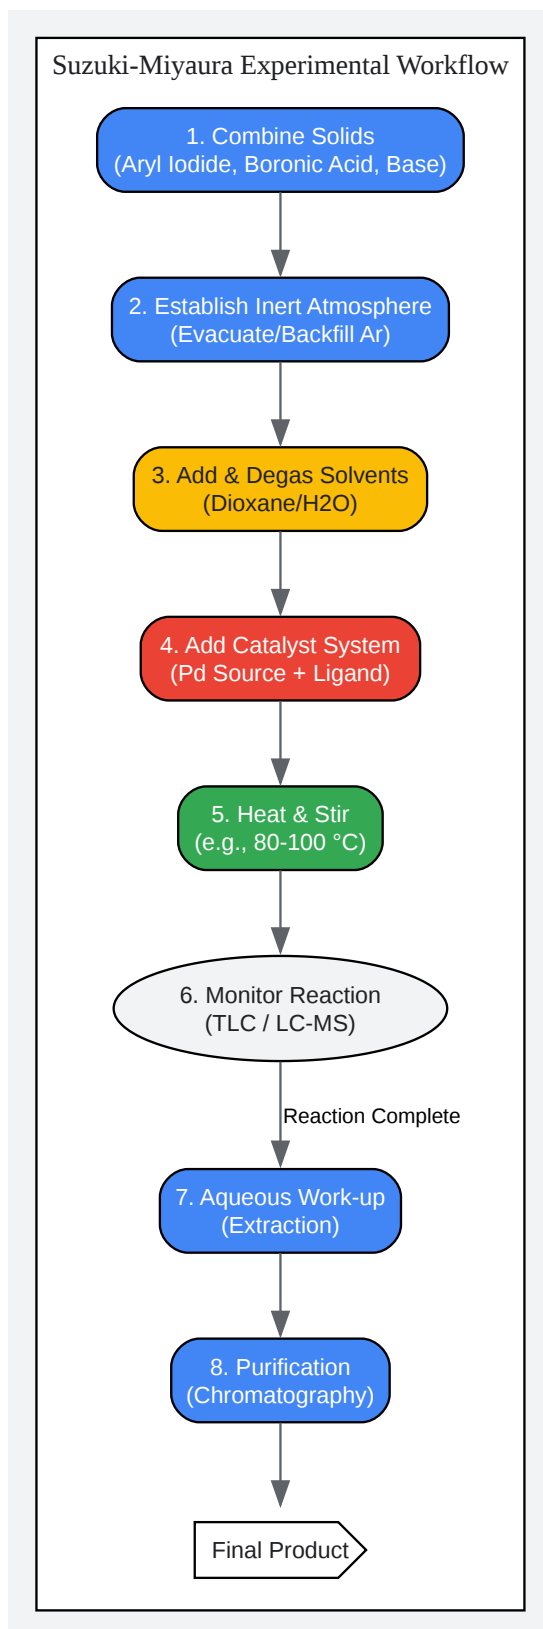 Suzuki-Miyaura Experimental Workflow
1. Combine Solids
(Aryl Iodide, Boronic Acid, Base)
2. Establish Inert Atmosphere
(Evacuate/Backfill Ar)
3. Add & Degas Solvents
(Dioxane/H2O)
4. Add Catalyst System
(Pd Source + Ligand)
5. Heat & Stir
(e.g., 80-100 °C)
6. Monitor Reaction
(TLC / LC-MS)
Reaction Complete
7. Aqueous Work-up
(Extraction)
8. Purification
(Chromatography)
Final Product